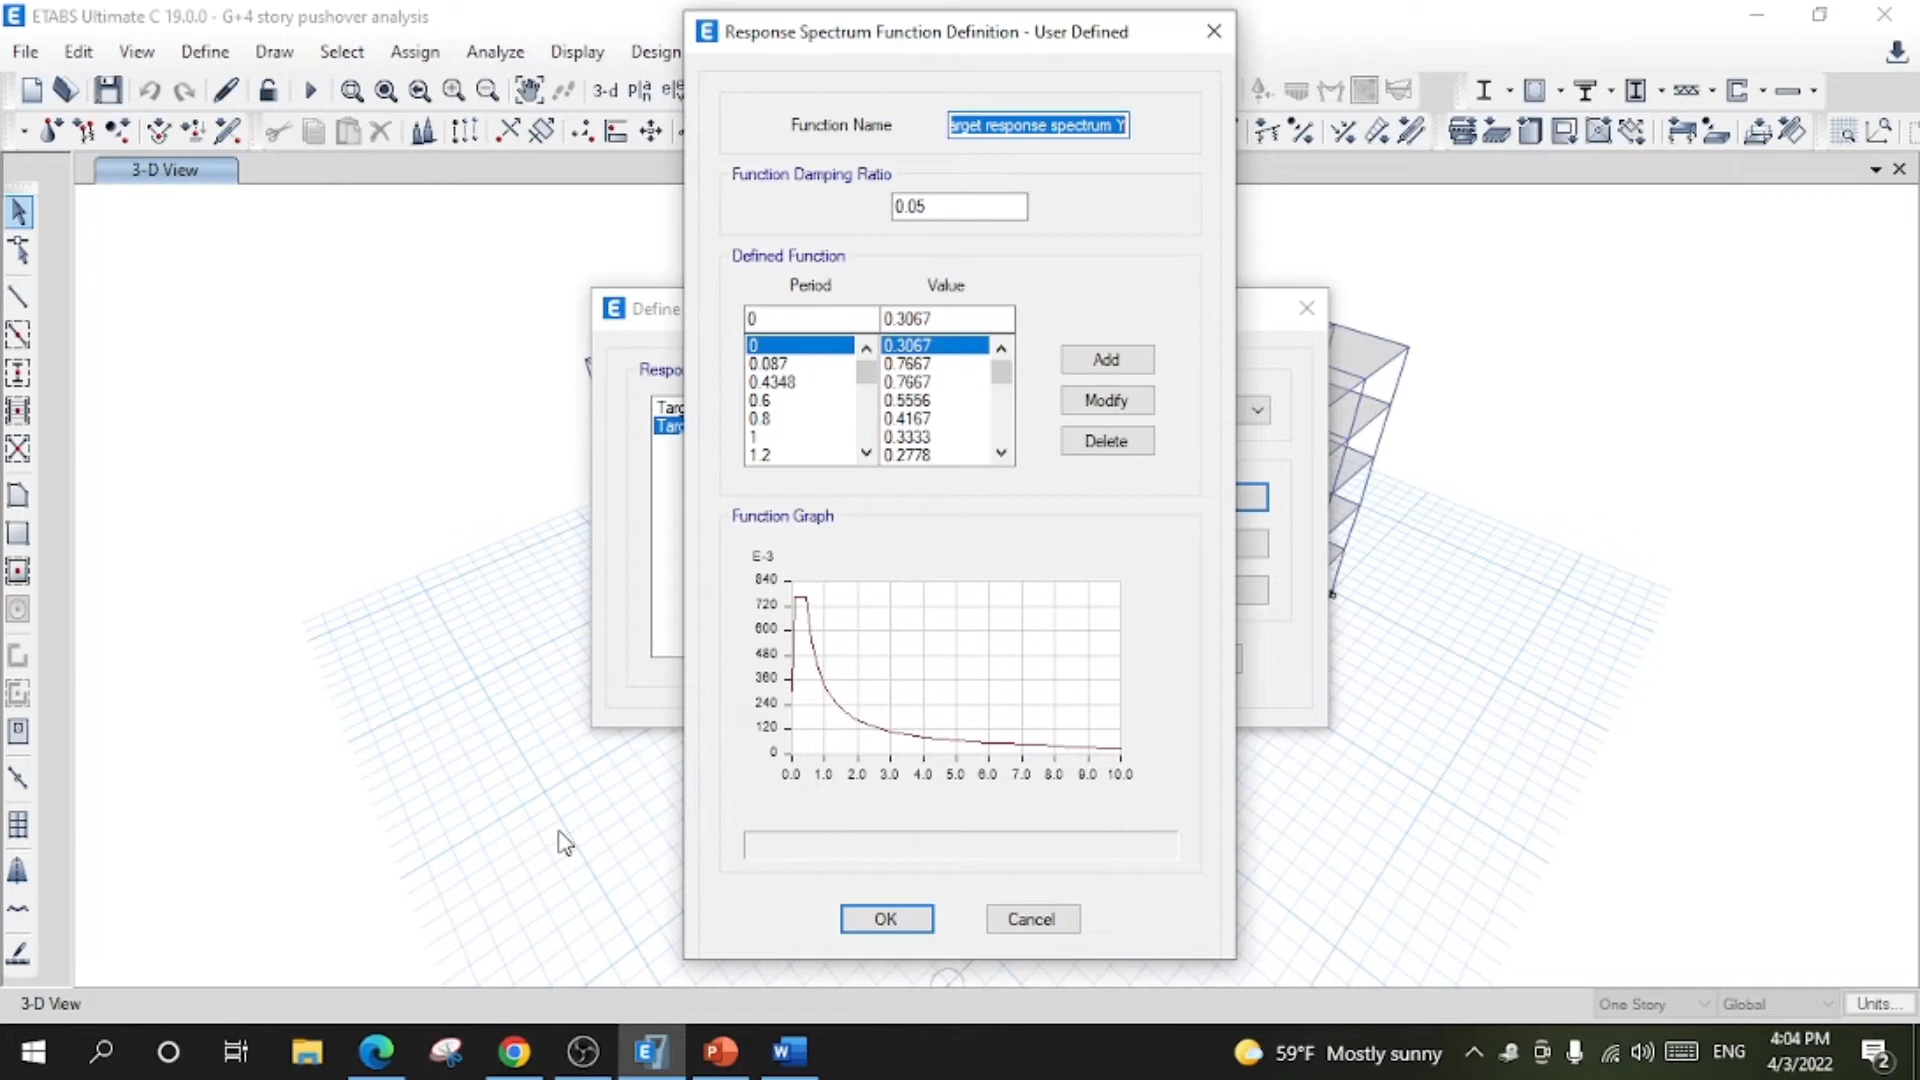 ETABS Ultimate C 19.0.0 - G+4 story pushover analysis
File Edit View Define Draw Select Assign Analyze Display Design
3-d
3-D View
Response Spectrum Function Definition - User Defined
Function Name
arget response spectrum Y
Function Damping Ratio
0.05
Defined Function
Period Value
0 0.3067
0 0.3067
0.087 0.7667
0.4348 0.7667
0.6 0.5556
0.8 0.4167
1 0.3333
1.2 0.2778
Add
Modify
Delete
Function Graph
E-3
840
720
600
480
360
240
120
0
0.0 1.0 2.0 3.0 4.0 5.0 6.0 7.0 8.0 9.0 10.0
OK Cancel
Define
Respo
Targ
Targ
3-D View
One Story Global Units...
59°F Mostly sunny
ENG
4:04 PM
4/3/2022
2